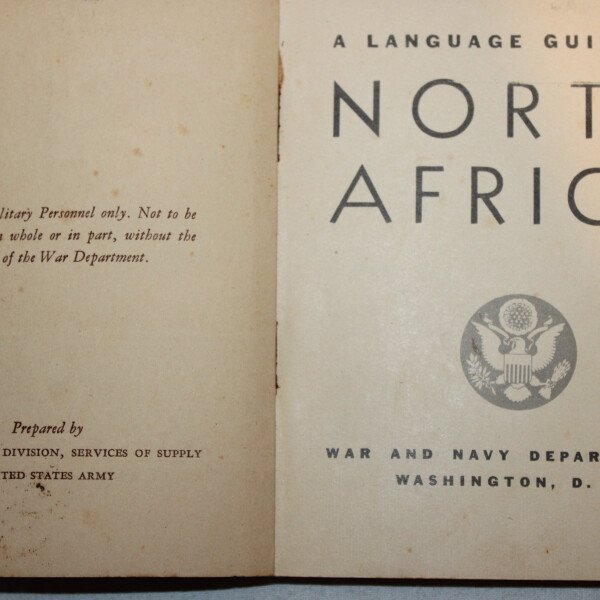 litary Personnel only. Not to be
whole or in part, without the
of the War Department.
Prepared by
DIVISION, SERVICES OF SUPPLY
TED STATES ARMY
A LANGUAGE GUI
NORT
AFRIC
WAR AND NAVY DEPAR
WASHINGTON, D.